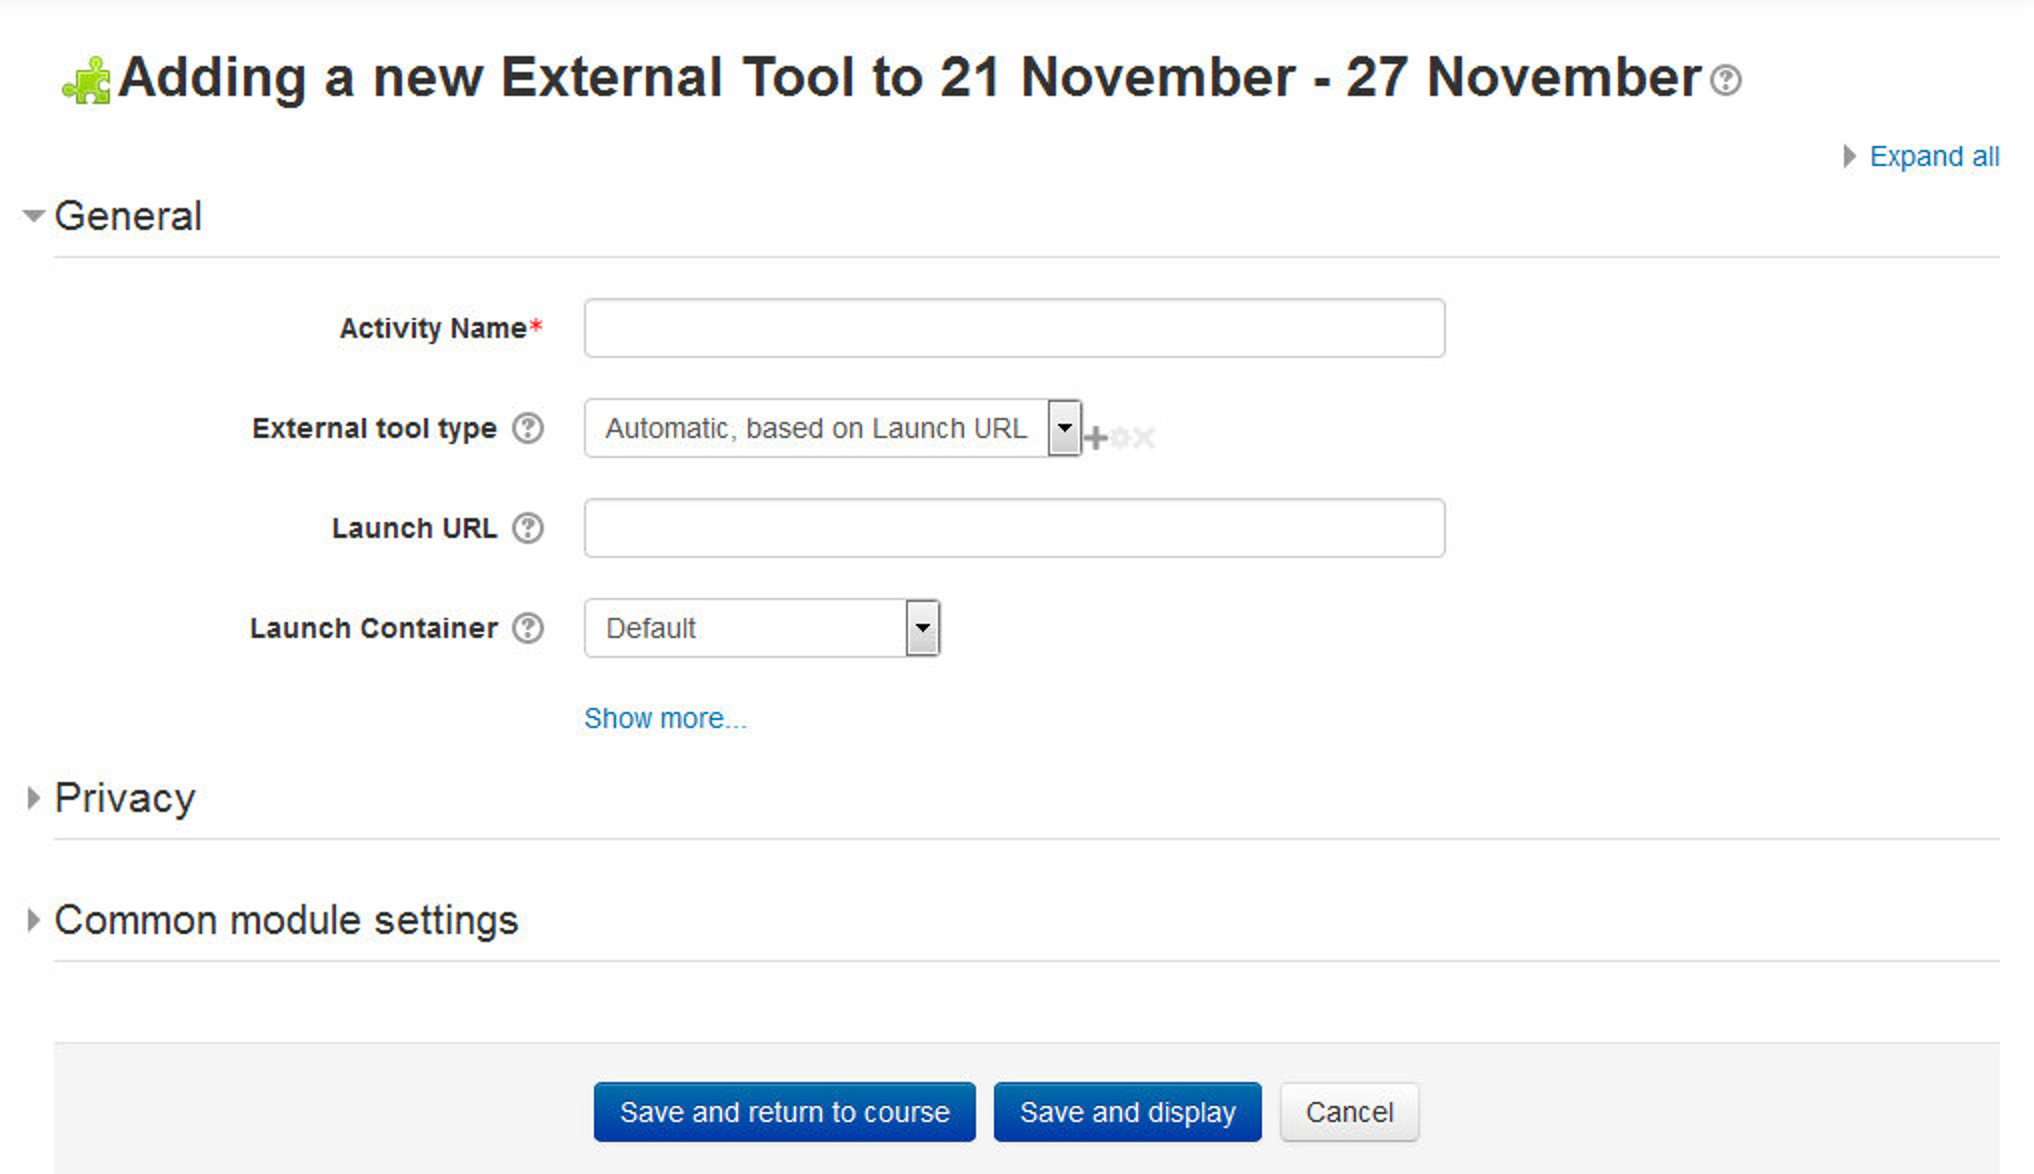 Adding a new External Tool to 21 November - 27 November
Expand all
General
Activity Name*
External tool type
Automatic, based on Launch URL
Launch URL
Launch Container
Default
Show more...
Privacy
Common module settings
Save and return to course
Save and display
Cancel